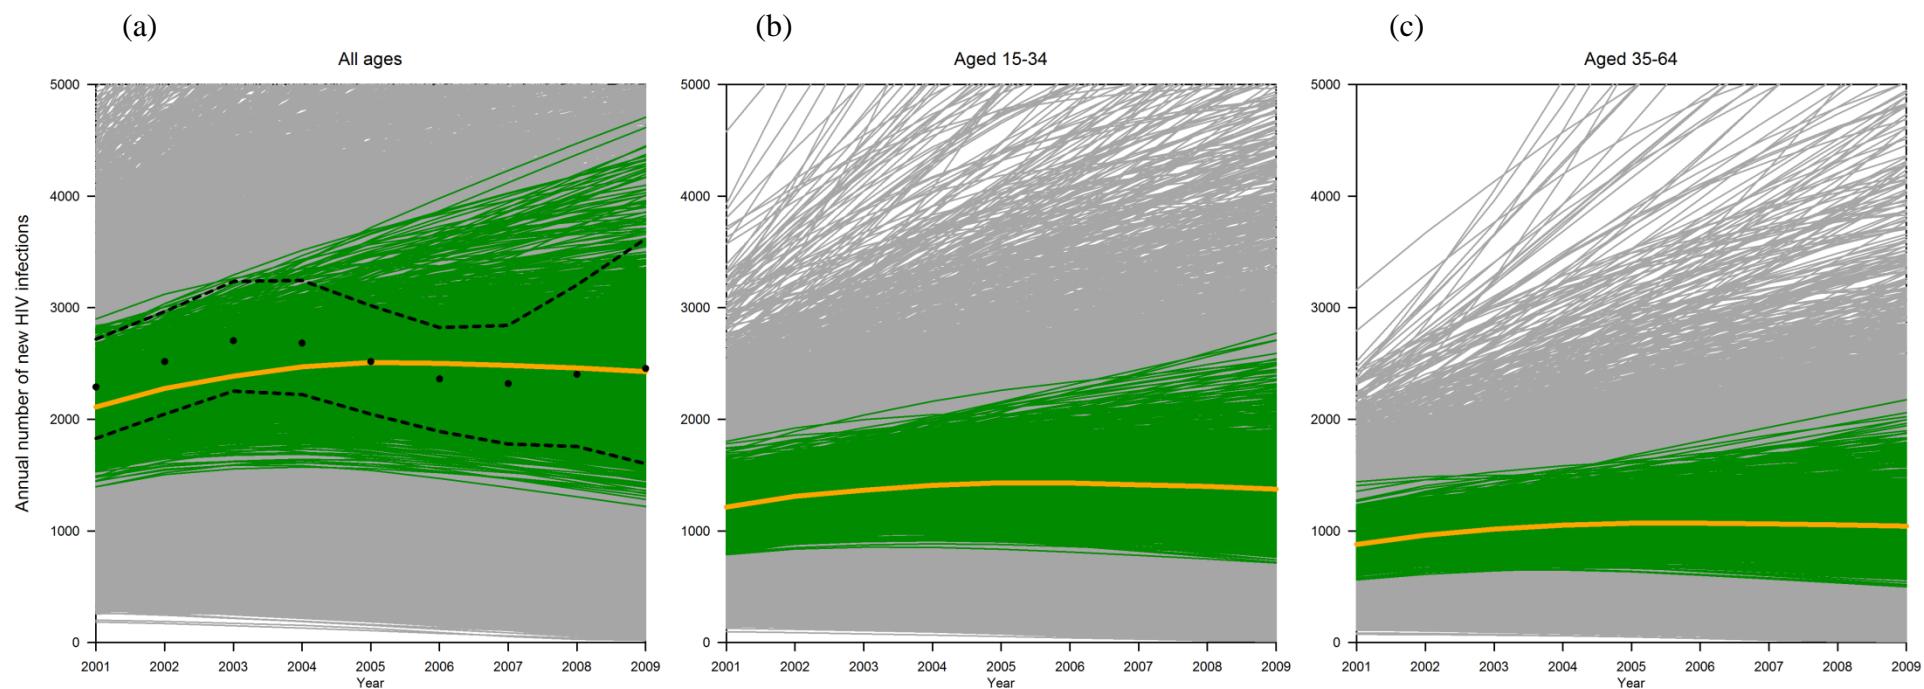 (a)
(b)
(c)
All ages
Aged 15-34
Aged 35-64
Annual number of new HIV infections
5000
4000
3000
2000
1000
0
2001 2002 2003 2004 2005 2006 2007 2008 2009
Year
5000
4000
3000
2000
1000
0
2001 2002 2003 2004 2005 2006 2007 2008 2009
Year
5000
4000
3000
2000
1000
0
2001 2002 2003 2004 2005 2006 2007 2008 2009
Year